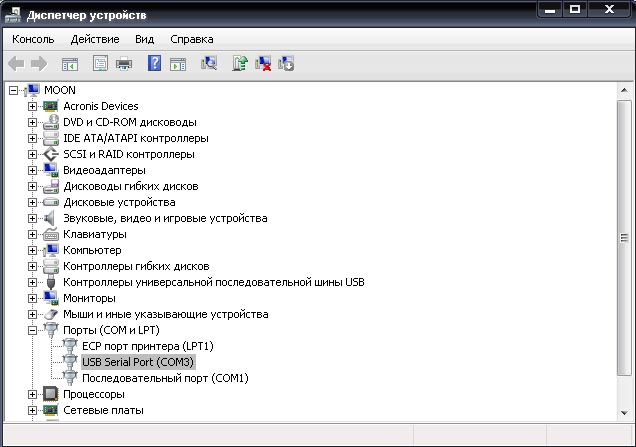 Диспетчер устройств
Консоль Действие Вид Справка
MOON
Acronis Devices
DVD и CD-ROM дисководы
IDE ATA/ATAPI контроллеры
SCSI и RAID контроллеры
Видеоадаптеры
Дисководы гибких дисков
Дисковые устройства
Звуковые, видео и игровые устройства
Клавиатуры
Компьютер
Контроллеры гибких дисков
Контроллеры универсальной последовательной шины USB
Мониторы
Мыши и иные указывающие устройства
Порты (COM и LPT)
ECP порт принтера (LPT1)
USB Serial Port (COM3)
Последовательный порт (COM1)
Процессоры
Сетевые платы